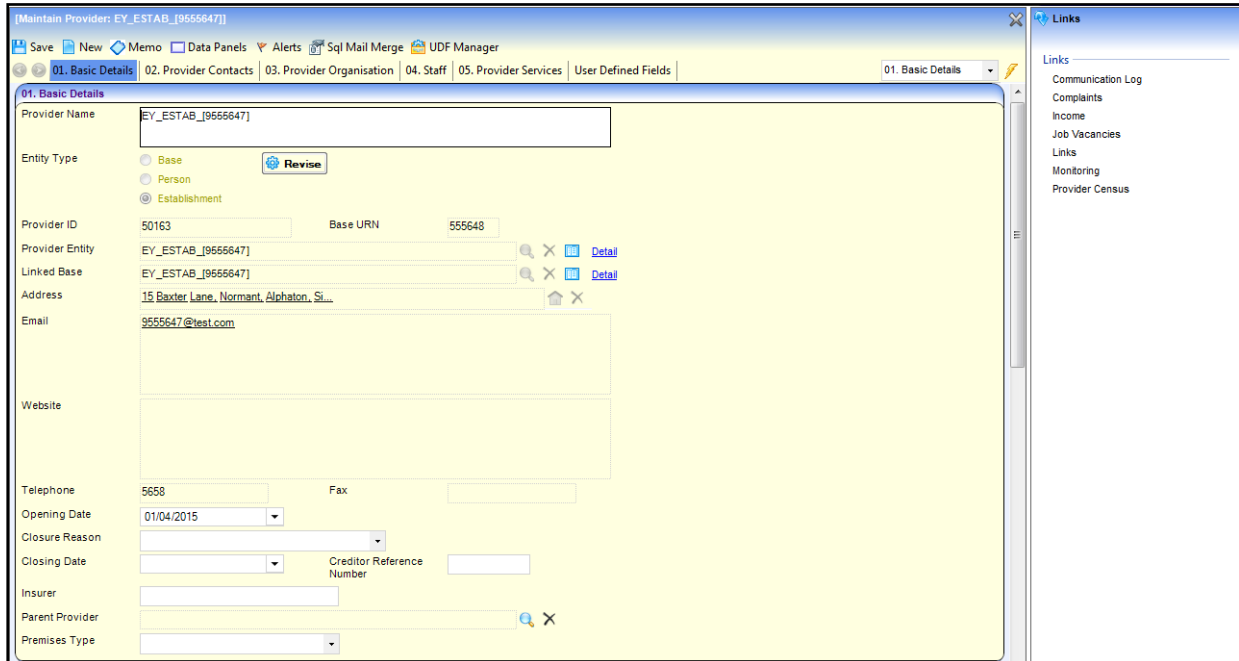 [Maintain Provider: EY_ESTAB_[9555647]]
Save New Memo Data Panels Alerts Sql Mail Merge UDF Manager
01. Basic Details 02. Provider Contacts 03. Provider Organisation 04. Staff 05. Provider Services User Defined Fields 01. Basic Details
01. Basic Details
Provider Name EY_ESTAB_[9555647]
Entity Type Base Revise
Person
Establishment
Provider ID 50163 Base URN 555648
Provider Entity EY_ESTAB_[9555647] Detail
Linked Base EY_ESTAB_[9555647] Detail
Address 15 Baxter Lane, Normant, Alphaton, Si...
Email 9555647@test.com
Website
Telephone 5658 Fax
Opening Date 01/04/2015
Closure Reason
Closing Date Creditor Reference
Number
Insurer
Parent Provider
Premises Type
Links
Links
Communication Log
Complaints
Income
Job Vacancies
Links
Monitoring
Provider Census